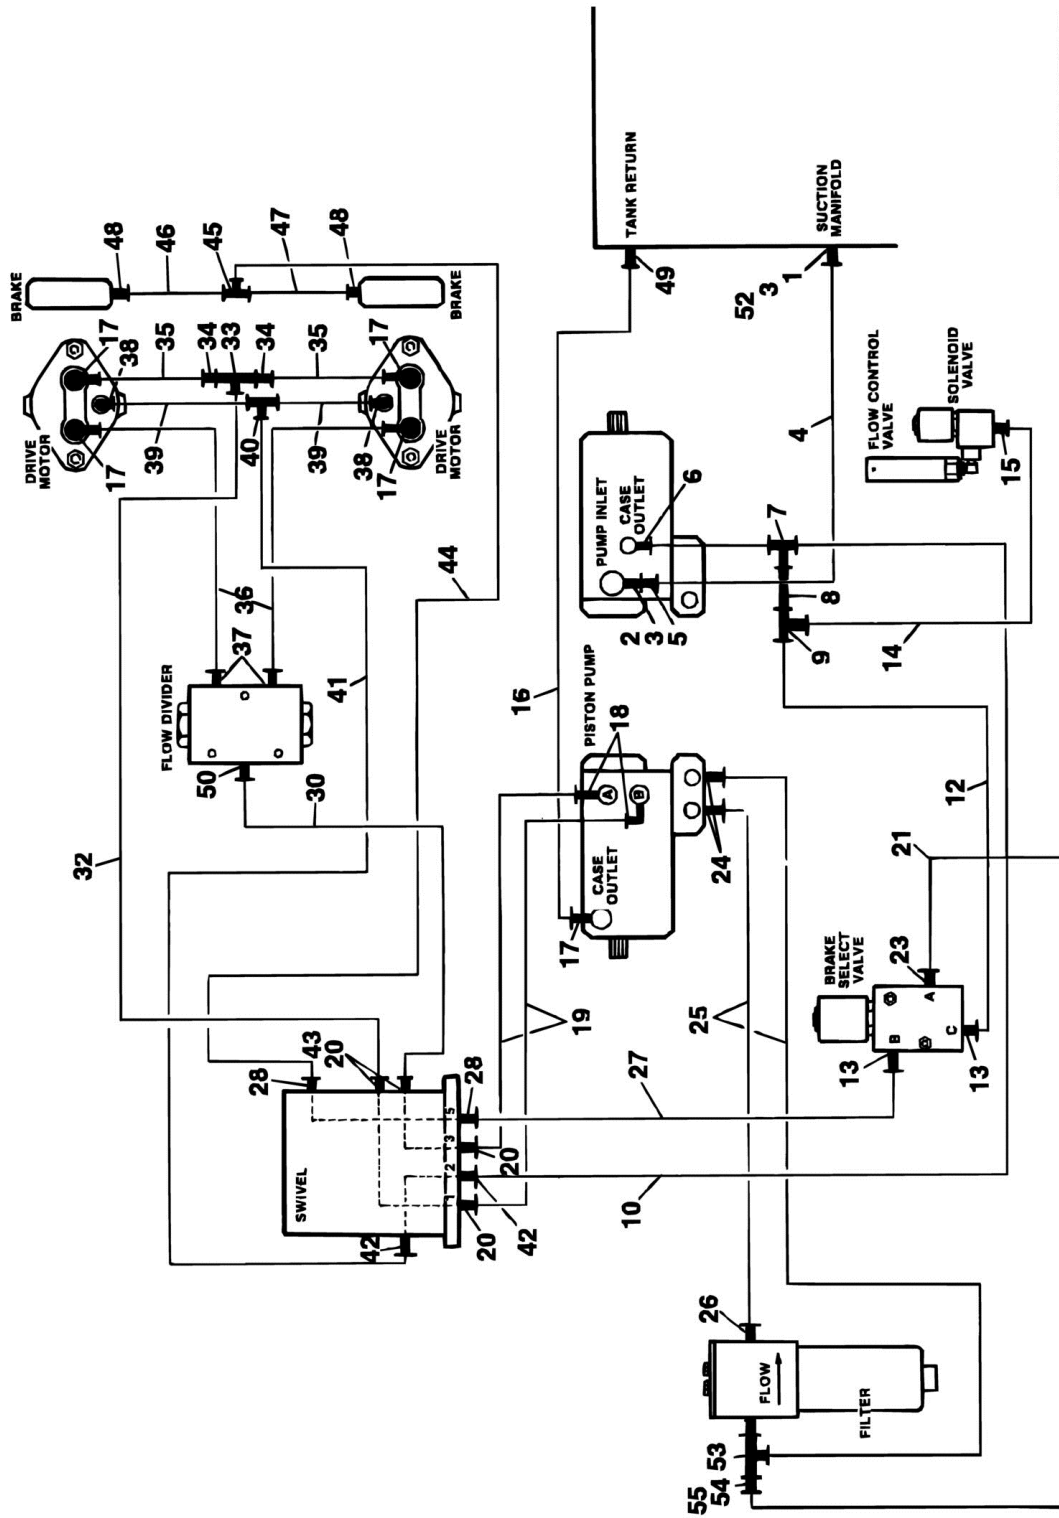 BRAKE
48
46
45
47
48
BRAKE
17
38
35
34
33
34
35
17
DRIVE
MOTOR
17
39
40
39
38
17
DRIVE
MOTOR
TANK RETURN
49
SUCTION
MANIFOLD
1
3
52
4
FLOW CONTROL
VALVE
SOLENOID
VALVE
15
PUMP INLET
CASE
OUTLET
6
2
3
5
7
8
9
14
36
44
37
41
FLOW DIVIDER
50
30
32
16
PISTON PUMP
18
A
B
CASE
OUTLET
17
24
12
21
BRAKE
SELECT
VALVE
23
A
B
C
13
13
19
25
27
28
43
20
28
5
3
2
1
20
SWIVEL
42
20
42
10
26
FLOW
FILTER
53
54
55